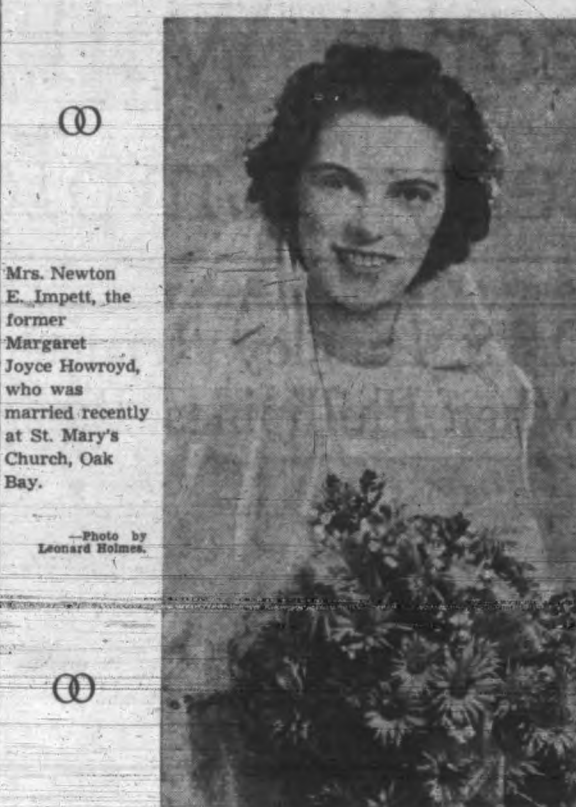 Mrs. Newton
E. Impett, the
former
Margaret
Joyce Howroyd,
who was
married recently
at St. Mary's
Church, Oak
Bay.
—Photo by
Leonard Holmes.